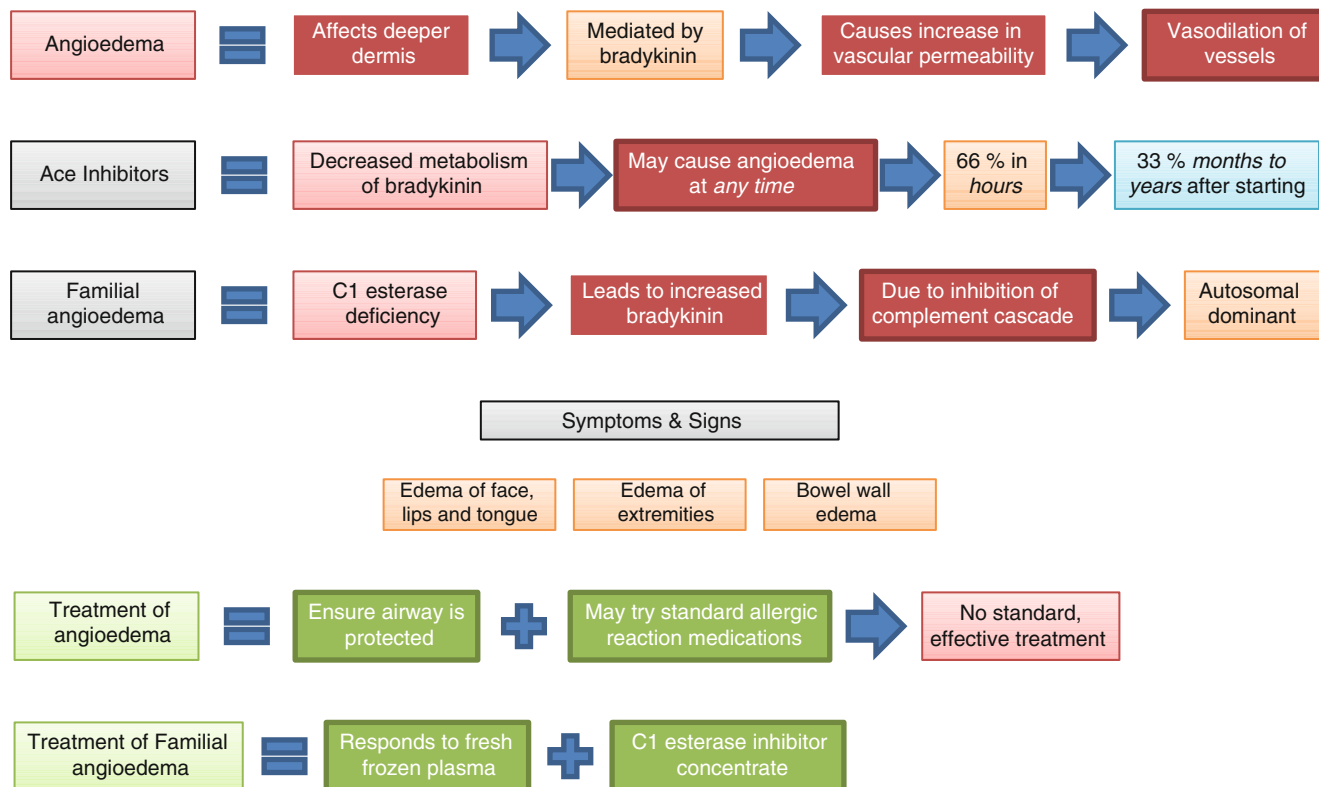 Angioedema
Affects deeper
dermis
Mediated by
bradykinin
Causes increase in
vascular permeability
Vasodilation of
vessels
Ace Inhibitors
Decreased metabolism
of bradykinin
May cause angioedema
at any time
66 % in
hours
33 % months to
years after starting
Familial
angioedema
C1 esterase
deficiency
Leads to increased
bradykinin
Due to inhibition of
complement cascade
Autosomal
dominant
Symptoms & Signs
Edema of face,
lips and tongue
Edema of
extremities
Bowel wall
edema
Treatment of
angioedema
Ensure airway is
protected
May try standard allergic
reaction medications
No standard,
effective treatment
Treatment of Familial
angioedema
Responds to fresh
frozen plasma
C1 esterase inhibitor
concentrate